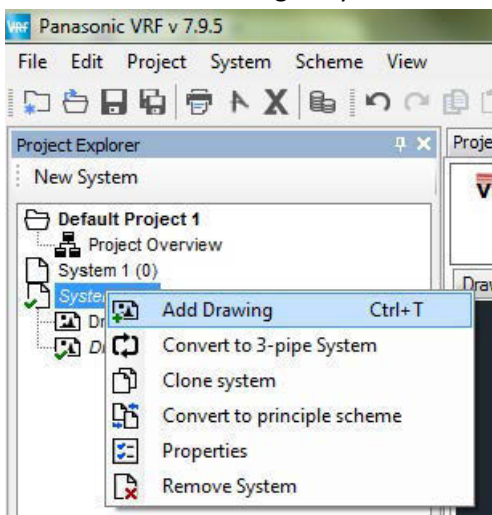 VRF Panasonic VRF v 7.9.5
File Edit Project System Scheme View
Project Explorer
Proje
New System
V
Default Project 1
Project Overview
System 1 (0)
Syste
Draw
Add Drawing Ctrl+T
Dr
Convert to 3-pipe System
D
Clone system
Convert to principle scheme
Properties
Remove System